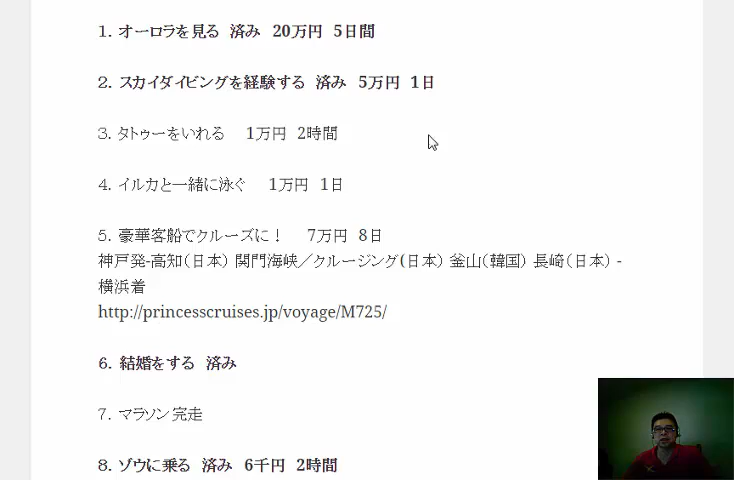 1. オーロラを見る 済み 20万円 5日間
2. スカイダイビングを経験する 済み 5万円 1日
3. タトゥーをいれる 1万円 2時間
4. イルカと一緒に泳ぐ 1万円 1日
5. 豪華客船でクルーズに！ 7万円 8日
神戸発-高知（日本） 関門海峡／クルージング(日本） 釜山（韓国） 長崎（日本） -
横浜着
http://princesscruises.jp/voyage/M725/
6. 結婚をする 済み
7. マラソン完走
8. ゾウに乗る 済み 6千円 2時間